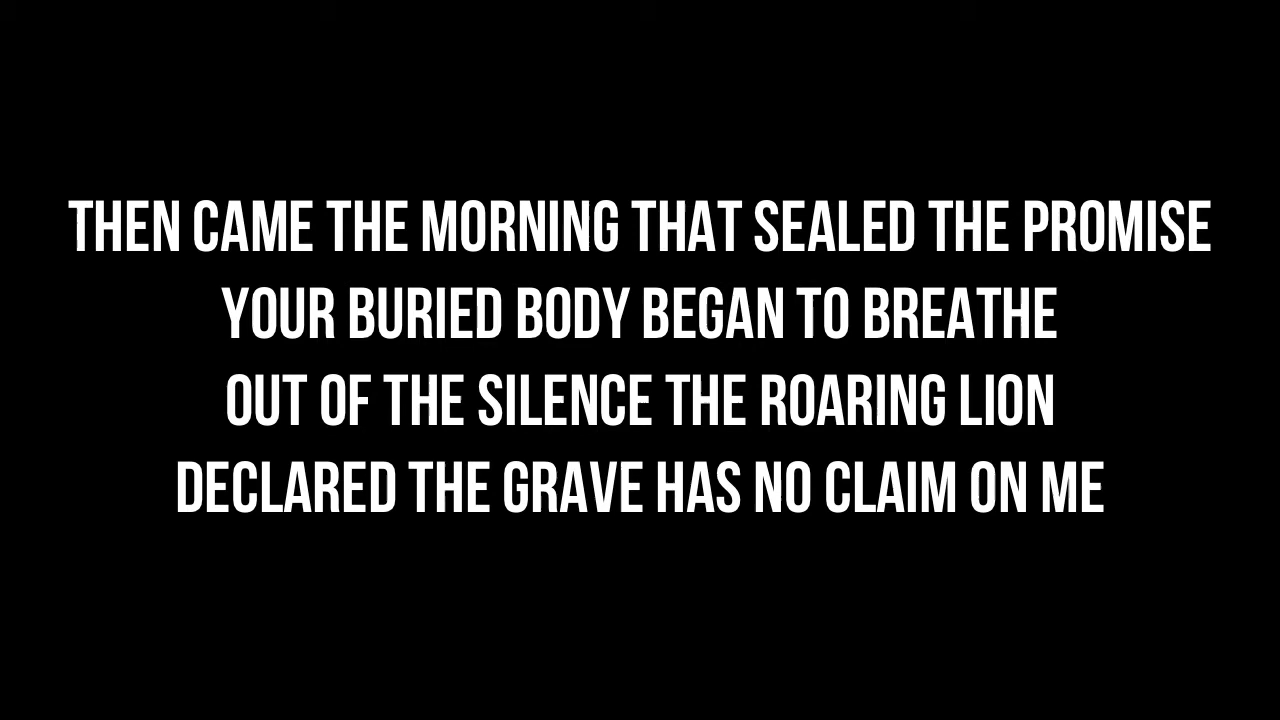 THEN CAME THE MORNING THAT SEALED THE PROMISE
YOUR BURIED BODY BEGAN TO BREATHE
OUT OF THE SILENCE THE ROARING LION
DECLARED THE GRAVE HAS NO CLAIM ON ME